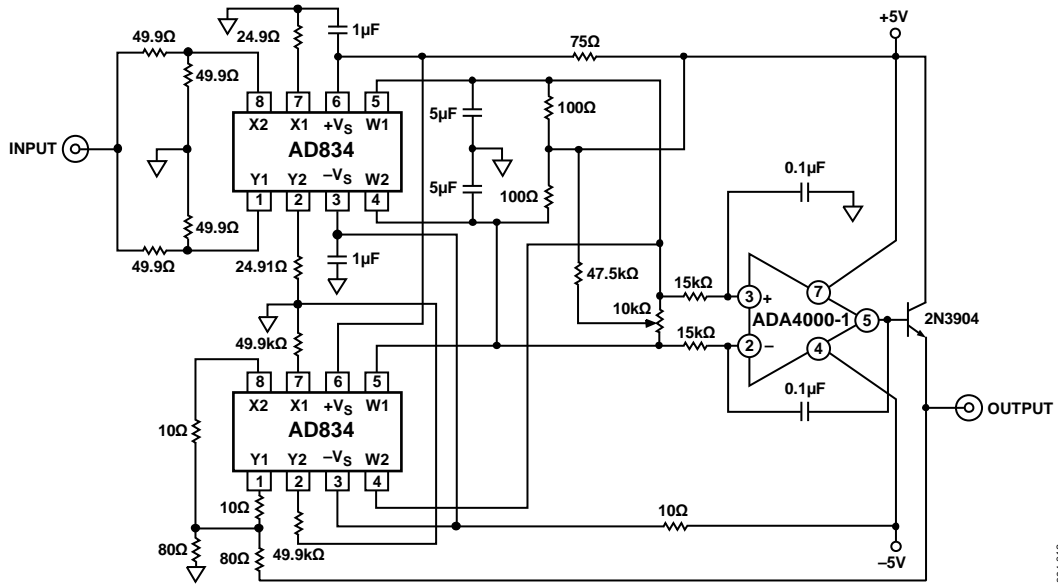 +5V
49.9Ω
24.9Ω
1µF
75Ω
49.9Ω
8 7 6 5
X2 X1 +VS W1
5µF
100Ω
INPUT
AD834
0.1µF
Y1 Y2 –VS W2
5µF
100Ω
1 2 3 4
49.9Ω
49.9Ω
24.91Ω
1µF
47.5kΩ
15kΩ
3 +
7
10kΩ
ADA4000-1
5
2N3904
15kΩ
2 –
4
49.9kΩ
8 7 6 5
0.1µF
X2 X1 +VS W1
OUTPUT
10Ω
AD834
Y1 Y2 –VS W2
1 2 3 4
10Ω
10Ω
80Ω
80Ω
49.9kΩ
–5V